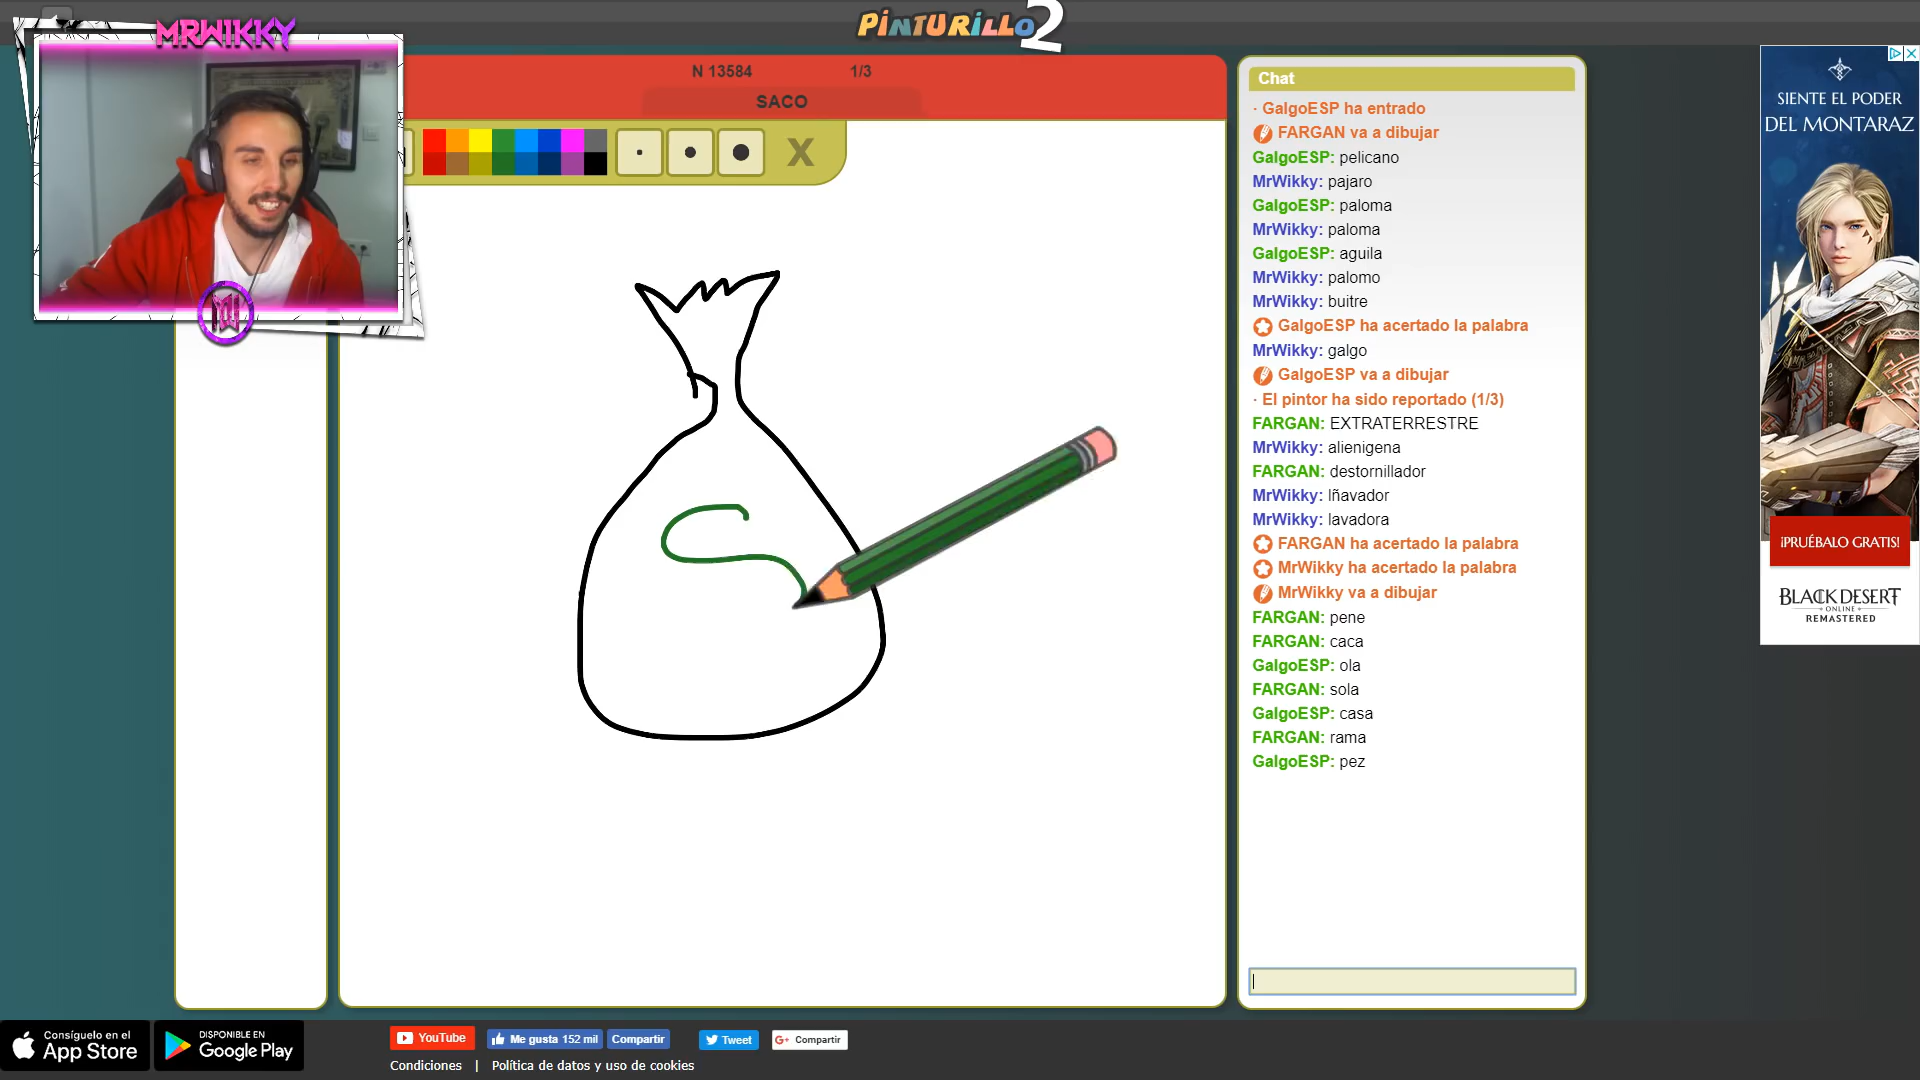 MRWIKKY
PINTURILLO 2
N 13584 1/3
SACO
X
Chat
· GalgoESP ha entrado
FARGAN va a dibujar
GalgoESP: pelicano
MrWikky: pajaro
GalgoESP: paloma
MrWikky: paloma
GalgoESP: aguila
MrWikky: palomo
MrWikky: buitre
GalgoESP ha acertado la palabra
MrWikky: galgo
GalgoESP va a dibujar
· El pintor ha sido reportado (1/3)
FARGAN: EXTRATERRESTRE
MrWikky: alienigena
FARGAN: destornillador
MrWikky: lñavador
MrWikky: lavadora
FARGAN ha acertado la palabra
MrWikky ha acertado la palabra
MrWikky va a dibujar
FARGAN: pene
FARGAN: caca
GalgoESP: ola
FARGAN: sola
GalgoESP: casa
FARGAN: rama
GalgoESP: pez
SIENTE EL PODER
DEL MONTARAZ
¡PRUÉBALO GRATIS!
BLACK DESERT
ONLINE
REMASTERED
Consíguelo en el
App Store
DISPONIBLE EN
Google Play
YouTube
Me gusta 152 mil
Compartir
Tweet
G+ Compartir
Condiciones | Política de datos y uso de cookies